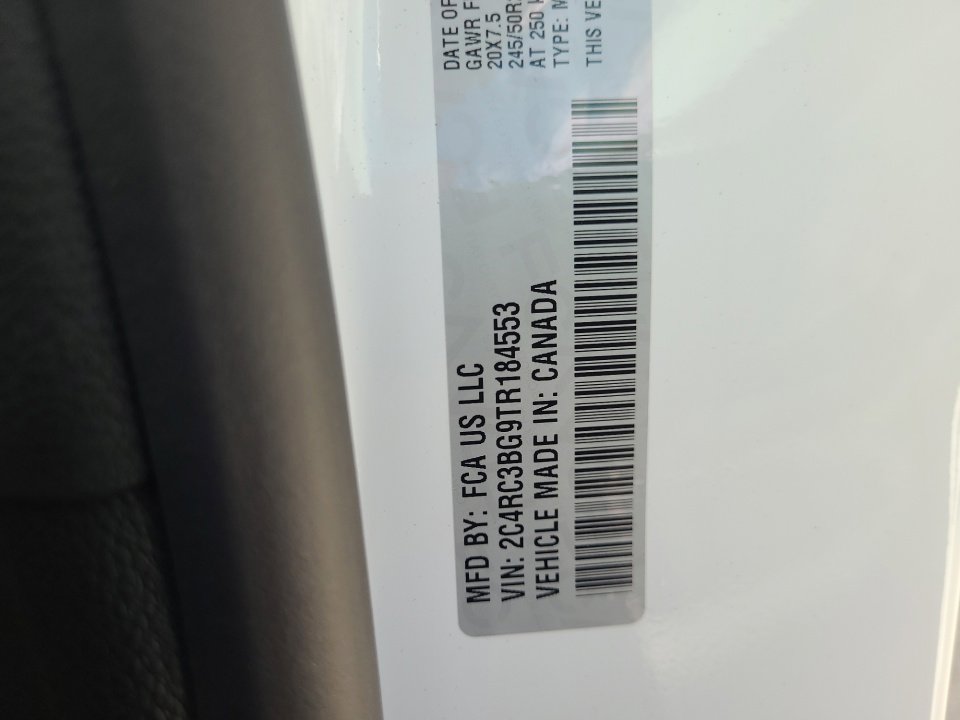 MFD BY: FCA US LLC
VIN: 2C4RC3BG9TR184553
VEHICLE MADE IN: CANADA
DATE OF
GAWR F
20X7.5
245/50R
AT 250
TYPE: M
THIS VE